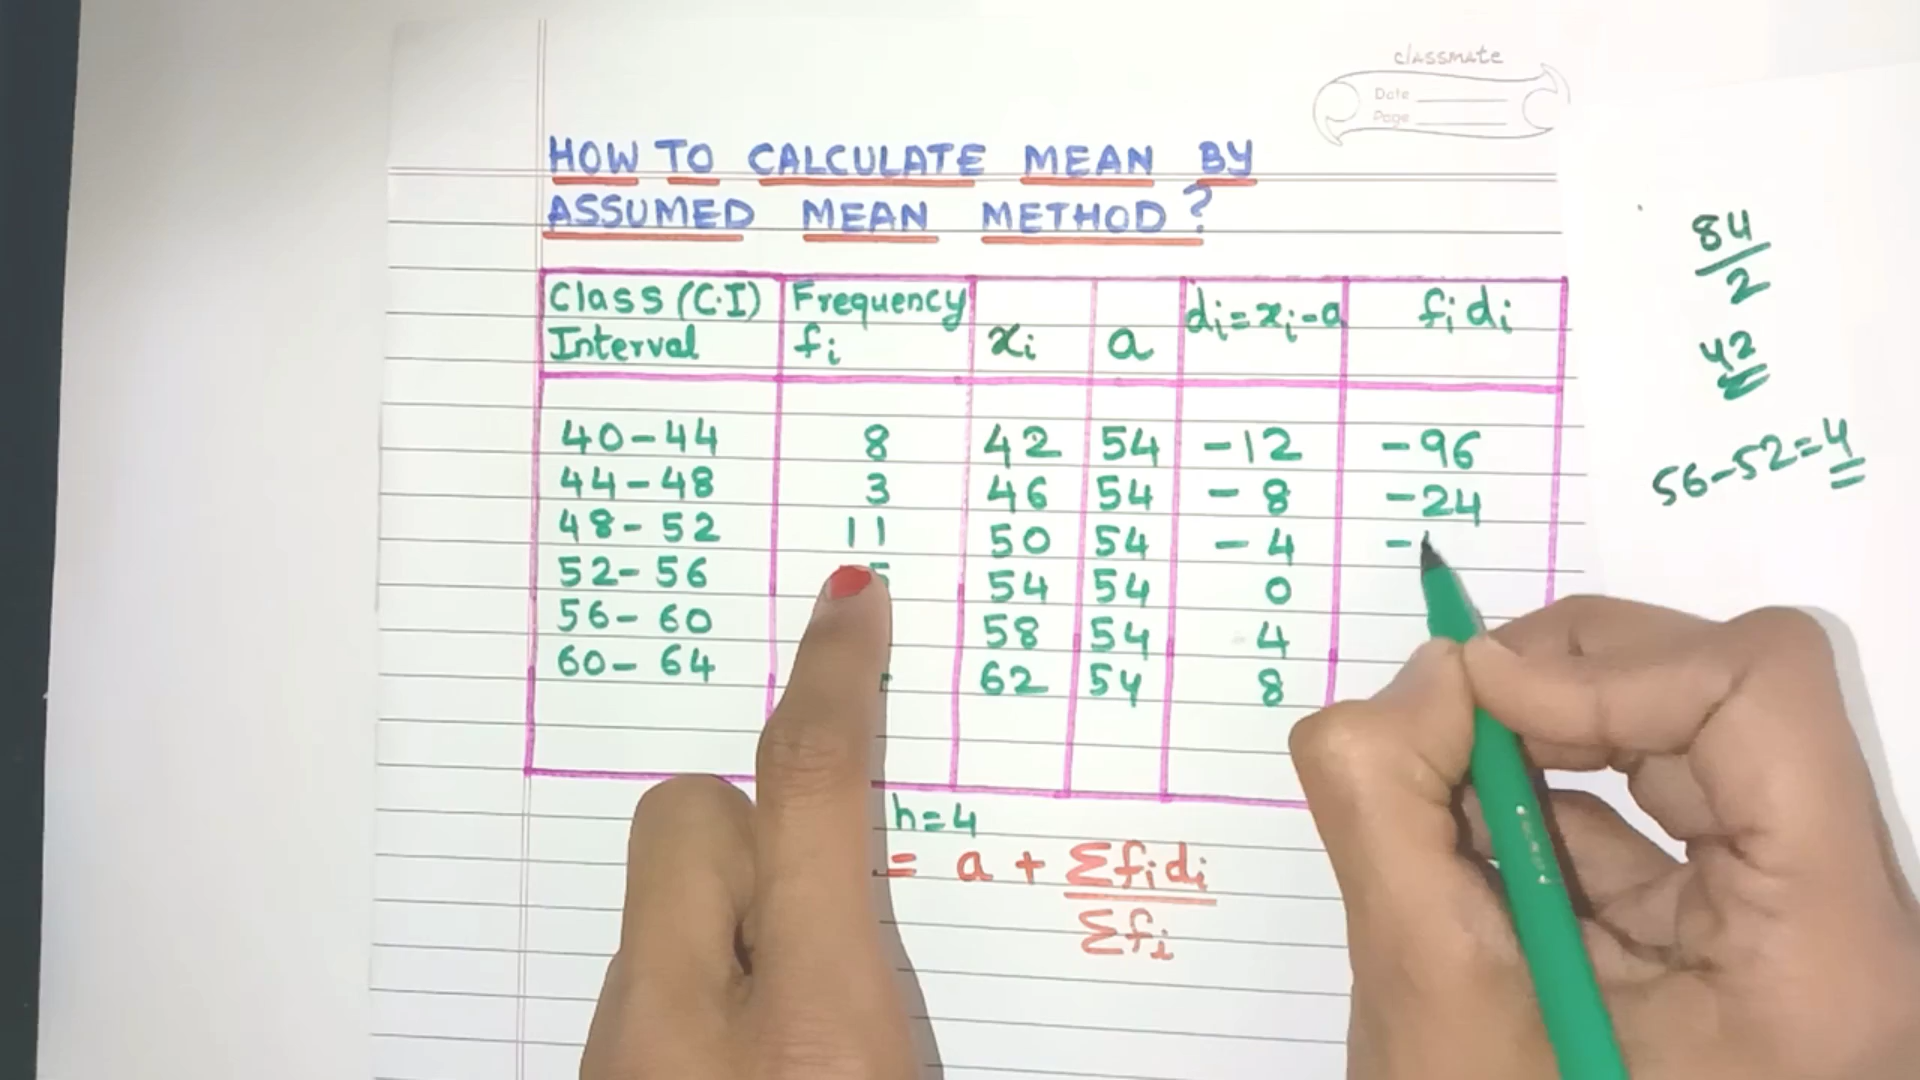 classmate
Date
Page
HOW TO CALCULATE MEAN BY
ASSUMED MEAN METHOD?
Class (C.I) Interval Frequency fi xi a di=xi-a fidi
40-44 8 42 54 -12 -96
44-48 3 46 54 -8 -24
48-52 11 50 54 -4 -
52-56 54 54 0
56-60 58 54 4
60-64 62 54 8
h=4
= a + Σfidi
Σfi
84
2
42
56-52=4